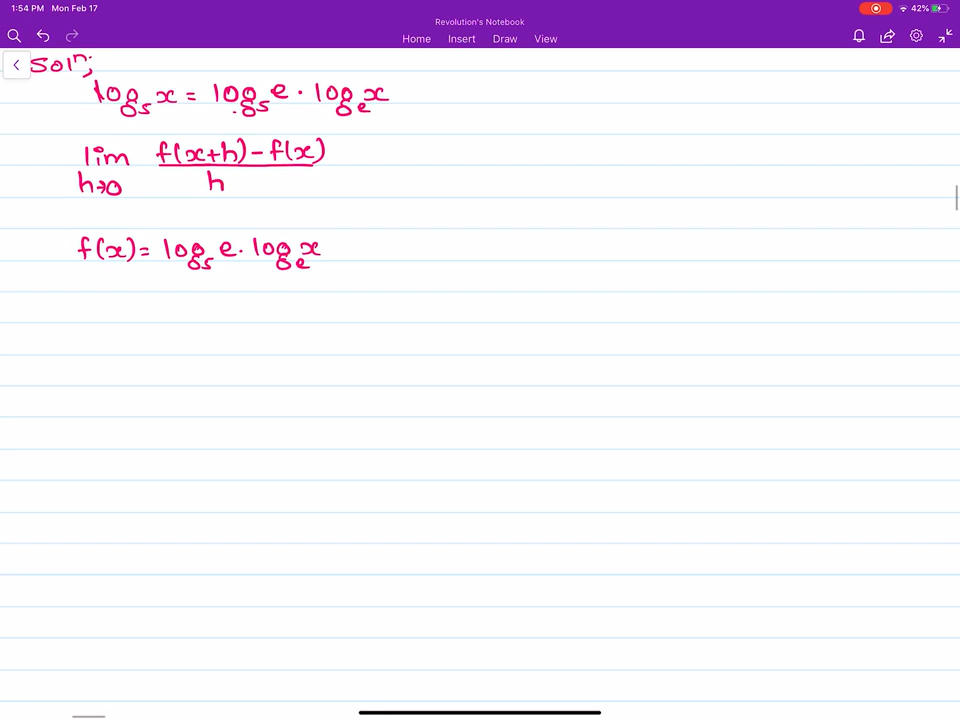 1:54 PM Mon Feb 17 42%
Revolution's Notebook
Home Insert Draw View
Solⁿ;
log₅ x = log₅ e · logₑ x
lim f(x+h) - f(x)
h→0 h
f(x) = log₅ e · logₑ x